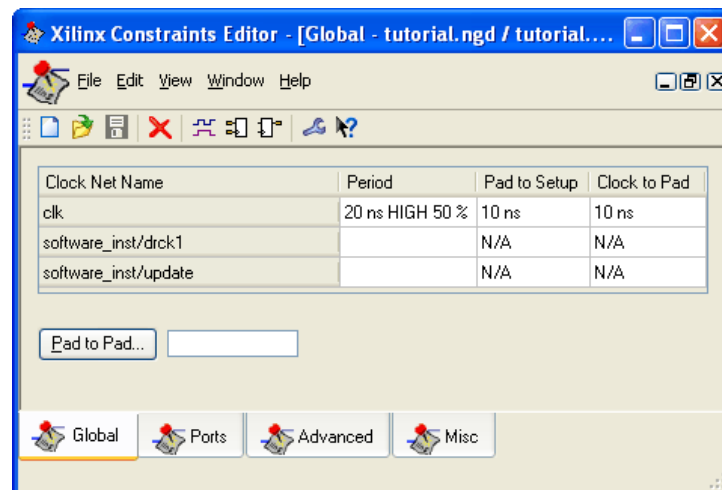 Xilinx Constraints Editor - [Global - tutorial.ngd / tutorial....
File Edit View Window Help
Clock Net Name Period Pad to Setup Clock to Pad
clk 20 ns HIGH 50 % 10 ns 10 ns
software_inst/drck1 N/A N/A
software_inst/update N/A N/A
Pad to Pad...
Global Ports Advanced Misc